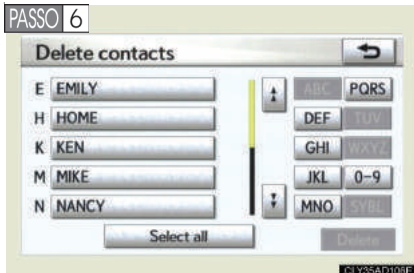 PASSO 6
Delete contacts
E EMILY
H HOME
K KEN
M MIKE
N NANCY
ABC PQRS
DEF TUV
GHI WXYZ
JKL 0-9
MNO SYBL
Select all
Delete
CLY35AD106E